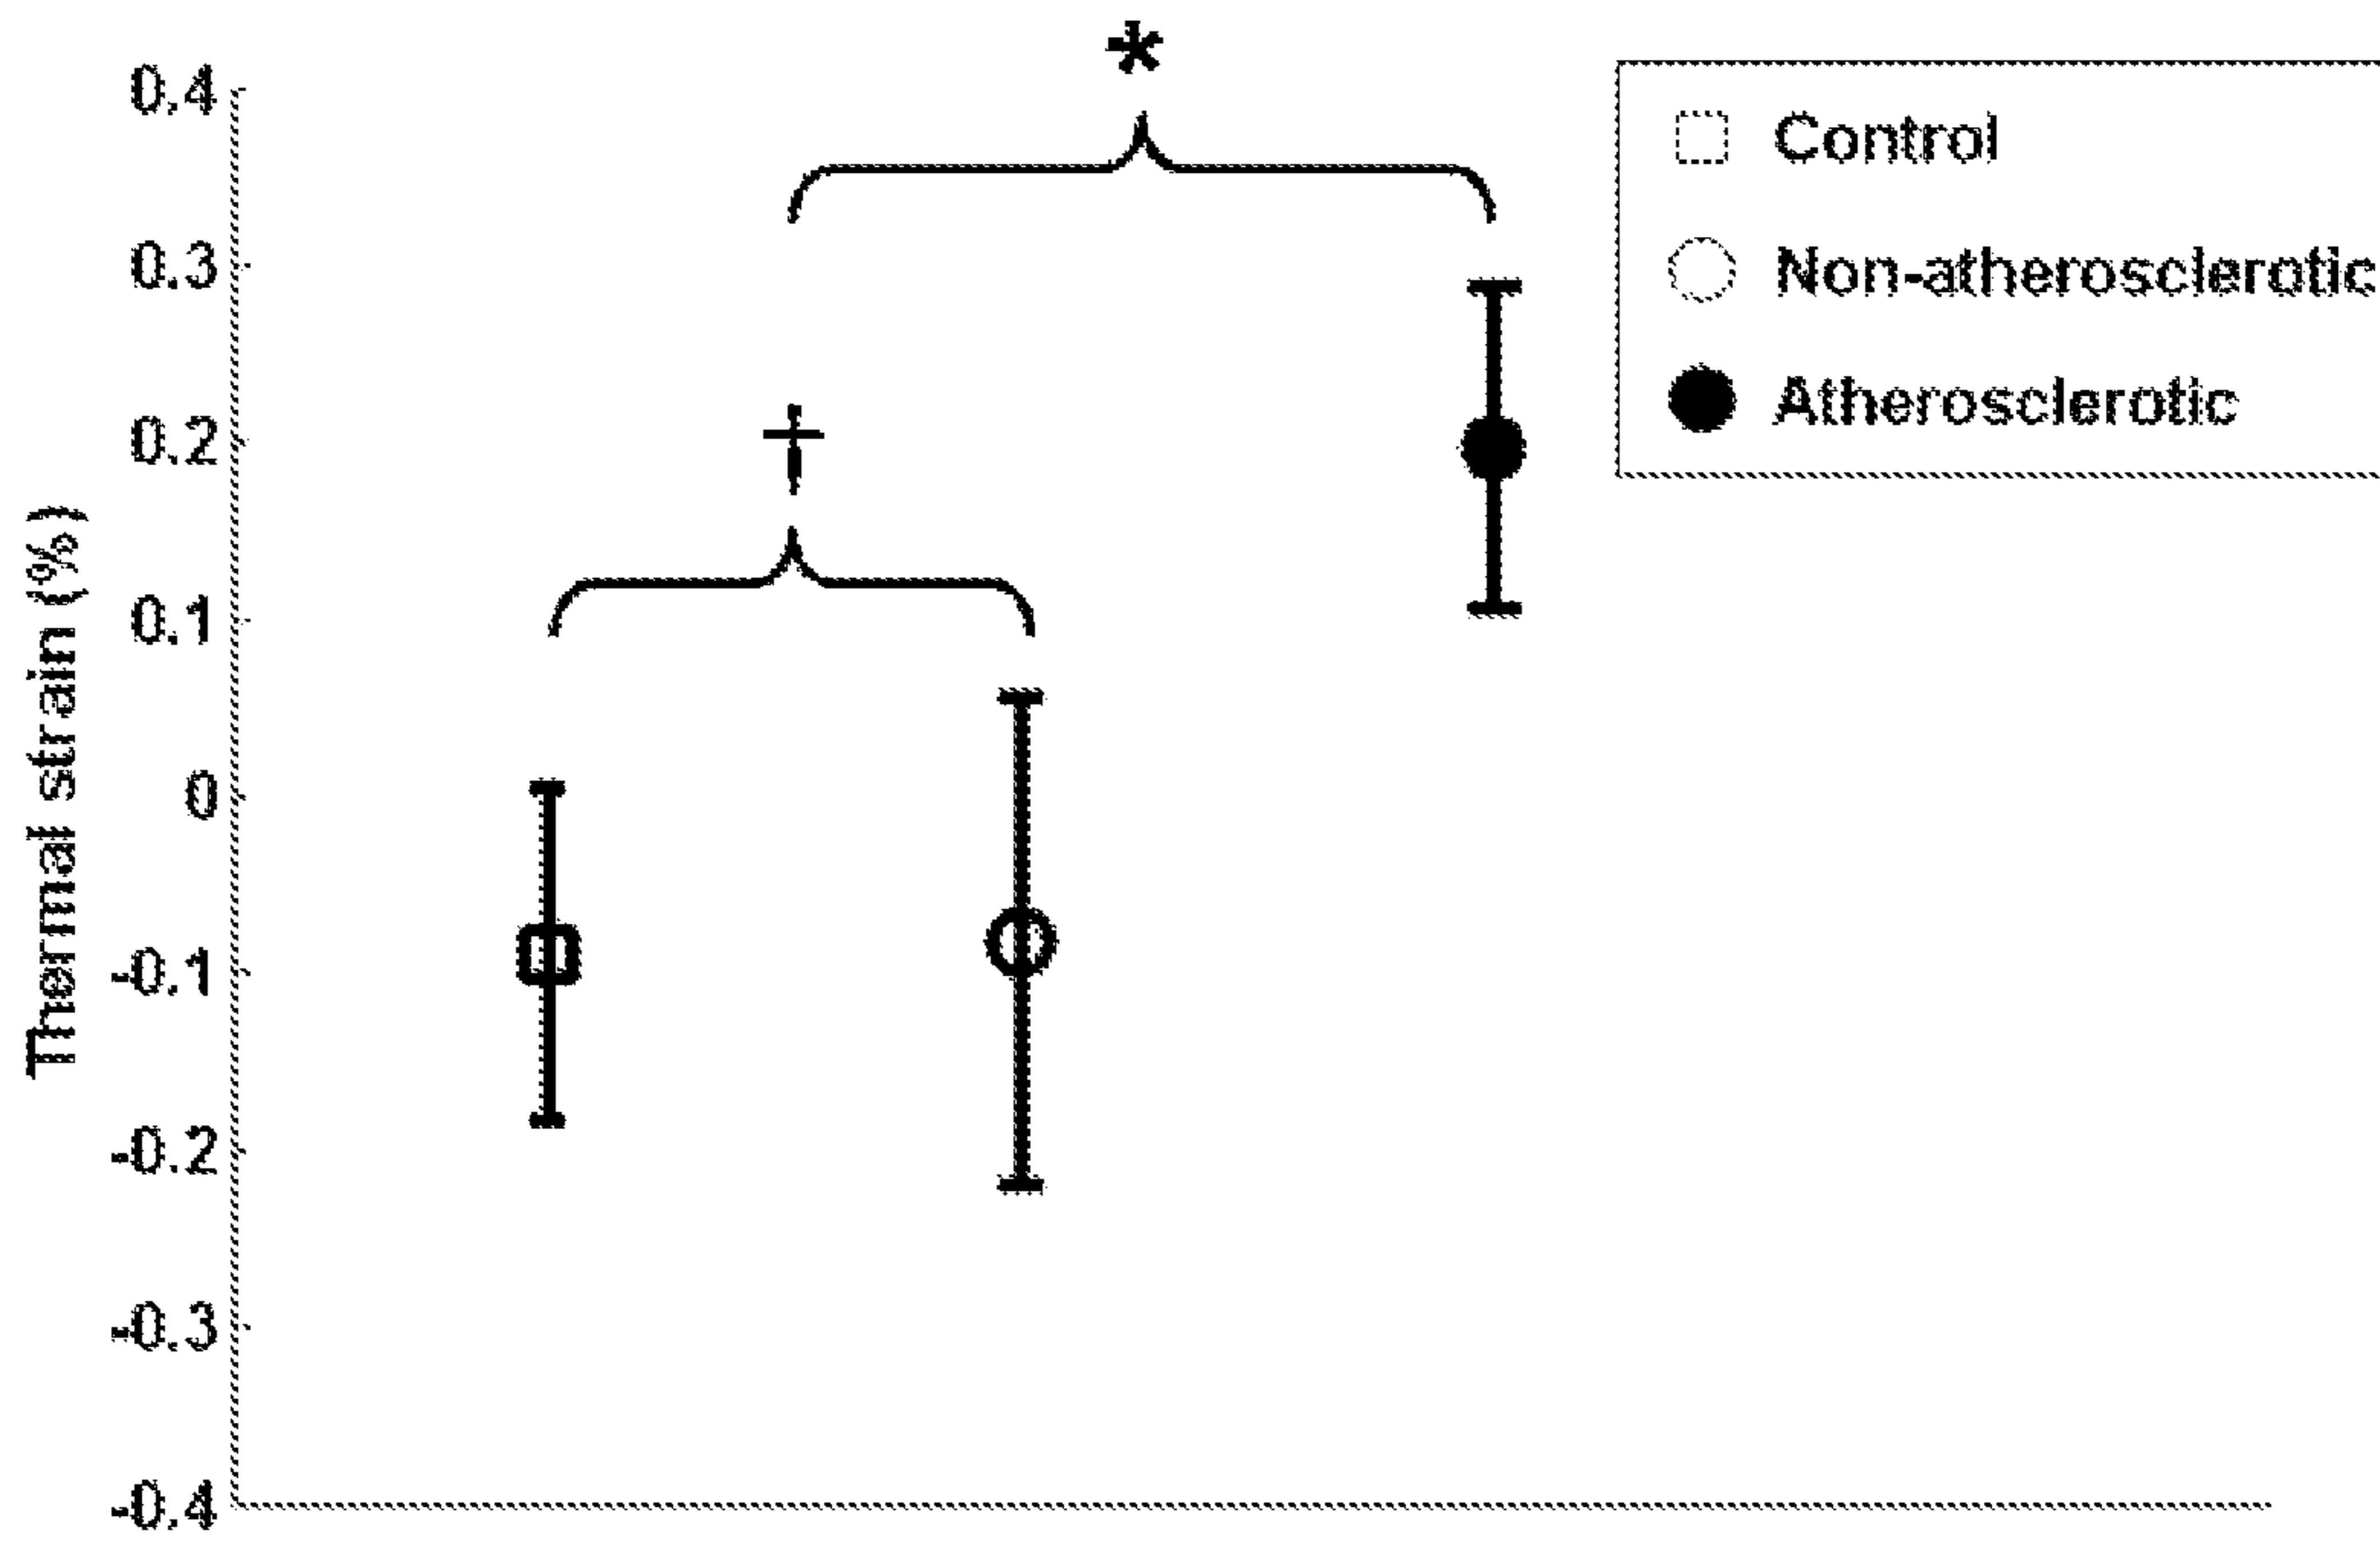 *
0.4
0.3
0.2
0.1
0
-0.1
-0.2
-0.3
-0.4
Thermal strain (%)
†
Control
Non-atherosclerotic
Atherosclerotic